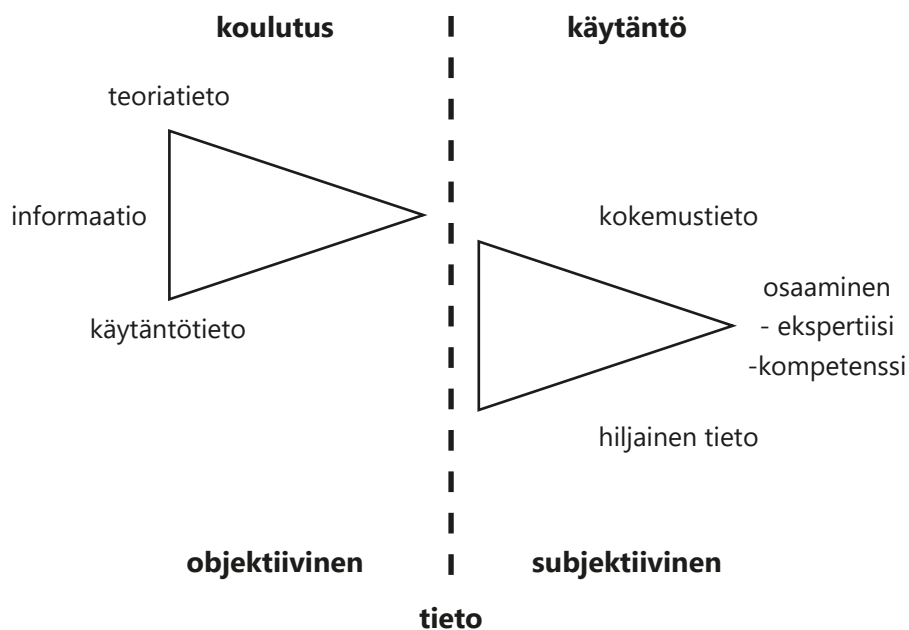 koulutus
käytäntö
teoriatieto
informaatio
kokemustieto
käytäntötieto
osaaminen
- ekspertiisi
-kompetenssi
hiljainen tieto
objektiivinen
subjektiivinen
tieto